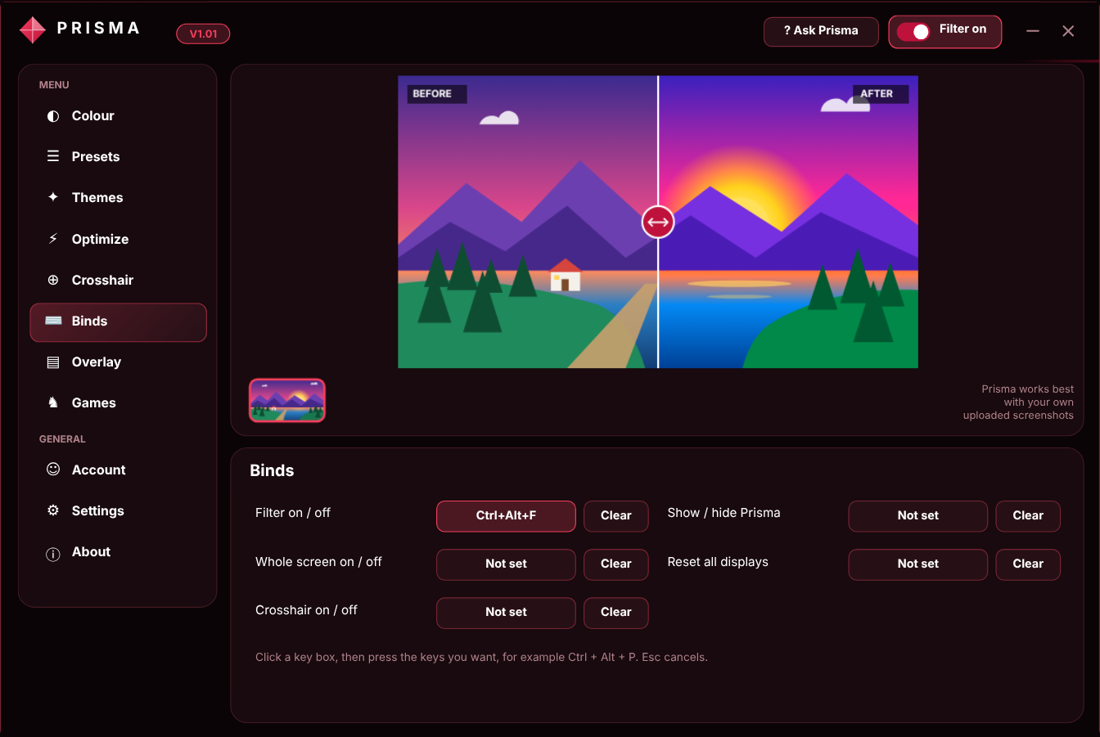 PRISMA
V1.01
? Ask Prisma
Filter on
MENU
Colour
Presets
Themes
Optimize
Crosshair
Binds
Overlay
Games
GENERAL
Account
Settings
About
BEFORE
AFTER
Prisma works best
with your own
uploaded screenshots
Binds
Filter on / off
Ctrl+Alt+F
Clear
Show / hide Prisma
Not set
Clear
Whole screen on / off
Not set
Clear
Reset all displays
Not set
Clear
Crosshair on / off
Not set
Clear
Click a key box, then press the keys you want, for example Ctrl + Alt + P. Esc cancels.